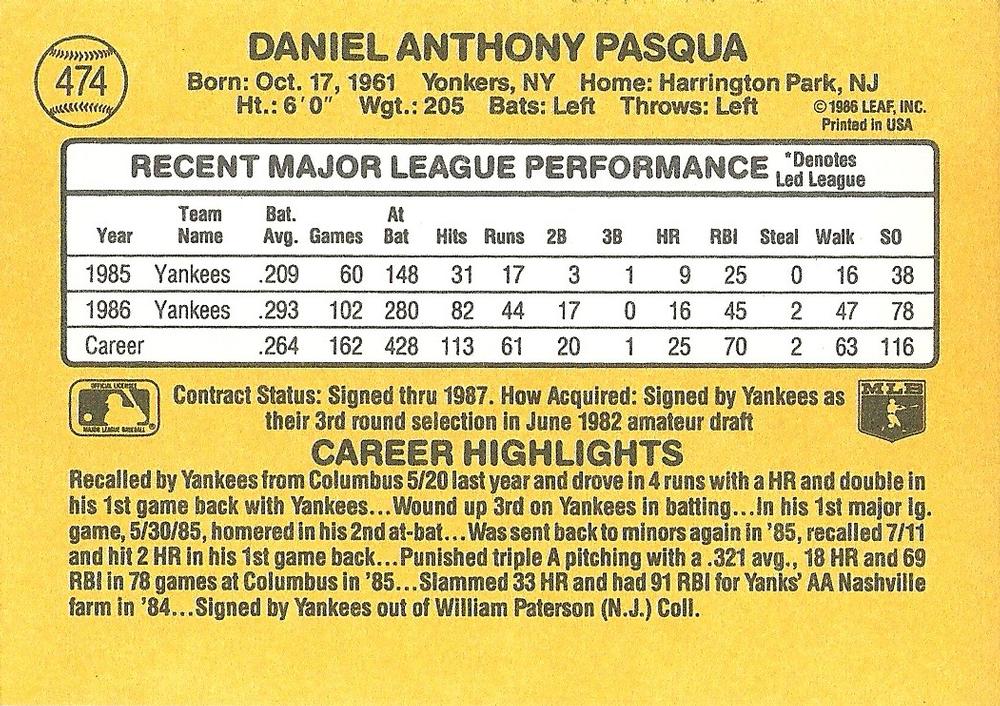 474
DANIEL ANTHONY PASQUA
Born: Oct. 17, 1961 Yonkers, NY Home: Harrington Park, NJ
Ht.: 6'0" Wgt.: 205 Bats: Left Throws: Left
©1986 LEAF, INC.
Printed in USA
RECENT MAJOR LEAGUE PERFORMANCE *Denotes Led League
Year Team Name Bat. Avg. Games At Bat Hits Runs 2B 3B HR RBI Steal Walk SO
1985 Yankees .209 60 148 31 17 3 1 9 25 0 16 38
1986 Yankees .293 102 280 82 44 17 0 16 45 2 47 78
Career .264 162 428 113 61 20 1 25 70 2 63 116
OFFICIAL LICENSEE
MAJOR LEAGUE BASEBALL
®
Contract Status: Signed thru 1987. How Acquired: Signed by Yankees as
their 3rd round selection in June 1982 amateur draft
MLB
CAREER HIGHLIGHTS
Recalled by Yankees from Columbus 5/20 last year and drove in 4 runs with a HR and double in
his 1st game back with Yankees...Wound up 3rd on Yankees in batting...In his 1st major lg.
game, 5/30/85, homered in his 2nd at-bat...Was sent back to minors again in '85, recalled 7/11
and hit 2 HR in his 1st game back...Punished triple A pitching with a .321 avg., 18 HR and 69
RBI in 78 games at Columbus in '85...Slammed 33 HR and had 91 RBI for Yanks' AA Nashville
farm in '84...Signed by Yankees out of William Paterson (N.J.) Coll.